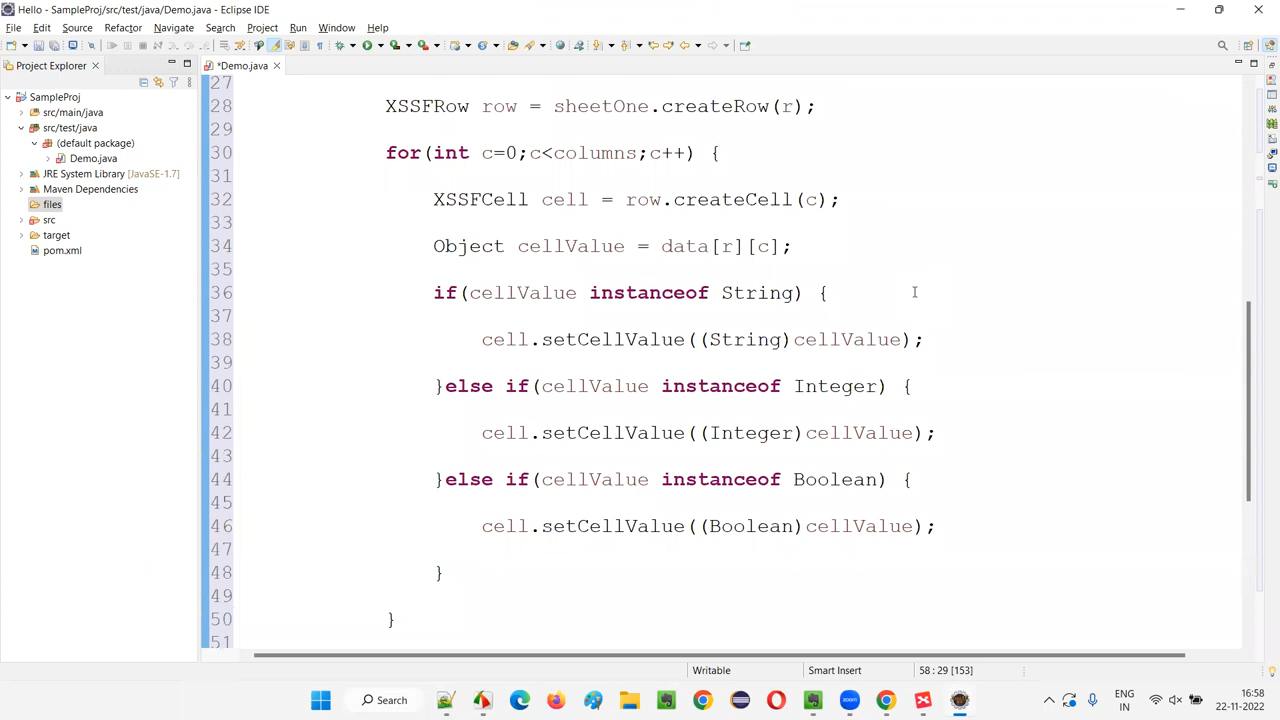 Hello - SampleProj/src/test/java/Demo.java - Eclipse IDE
File Edit Source Refactor Navigate Search Project Run Window Help
Project Explorer
*Demo.java
SampleProj
src/main/java
src/test/java
(default package)
Demo.java
JRE System Library [JavaSE-1.7]
Maven Dependencies
files
src
target
pom.xml
27
28 XSSFRow row = sheetOne.createRow(r);
29
30 for(int c=0;c<columns;c++) {
31
32 XSSFCell cell = row.createCell(c);
33
34 Object cellValue = data[r][c];
35
36 if(cellValue instanceof String) {
37
38 cell.setCellValue((String)cellValue);
39
40 }else if(cellValue instanceof Integer) {
41
42 cell.setCellValue((Integer)cellValue);
43
44 }else if(cellValue instanceof Boolean) {
45
46 cell.setCellValue((Boolean)cellValue);
47
48 }
49
50 }
51
Writable Smart Insert 58 : 29 [153]
Search
zoom
ENG
IN
16:58
22-11-2022